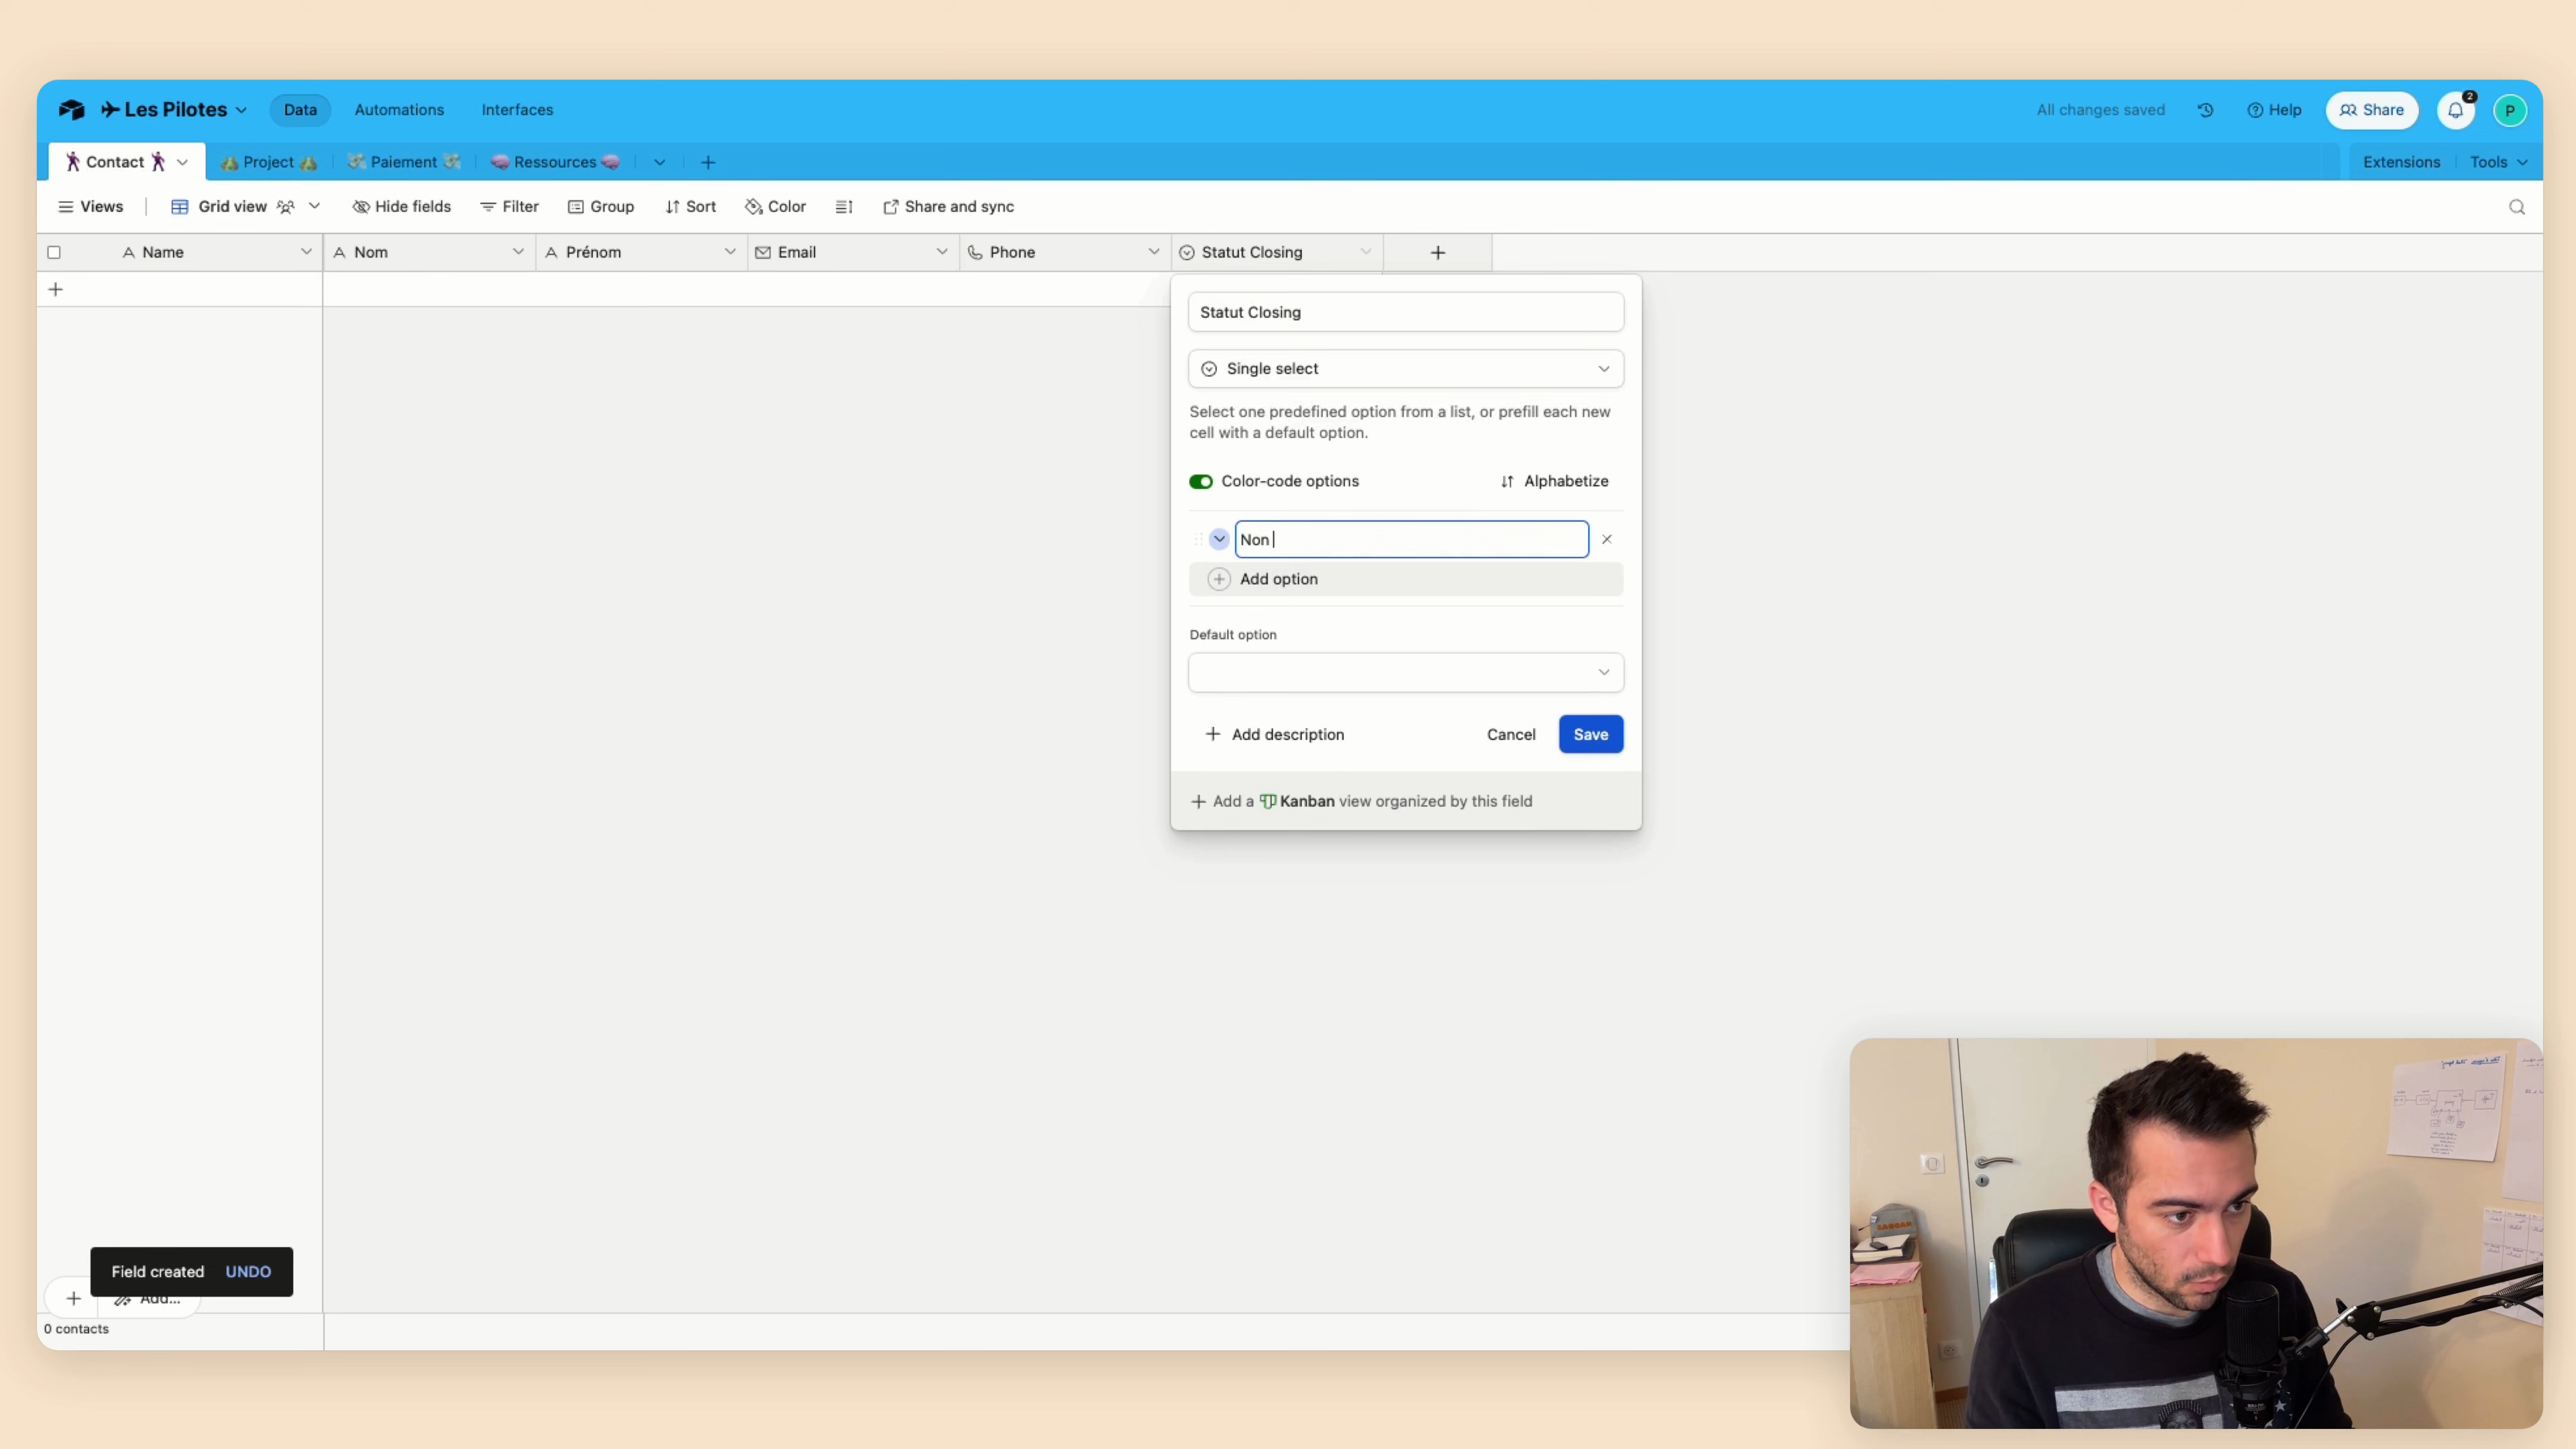 Les Pilotes
Data
Automations
Interfaces
All changes saved
Help
Share
2
P
Contact
Project
Paiement
Ressources
Extensions
Tools
Views
Grid view
Hide fields
Filter
Group
Sort
Color
Share and sync
Name
Nom
Prénom
Email
Phone
Statut Closing
Statut Closing
Single select
Select one predefined option from a list, or prefill each new
cell with a default option.
Color-code options
Alphabetize
Non
Add option
Default option
Add description
Cancel
Save
Add a Kanban view organized by this field
Field created
UNDO
Add...
0 contacts